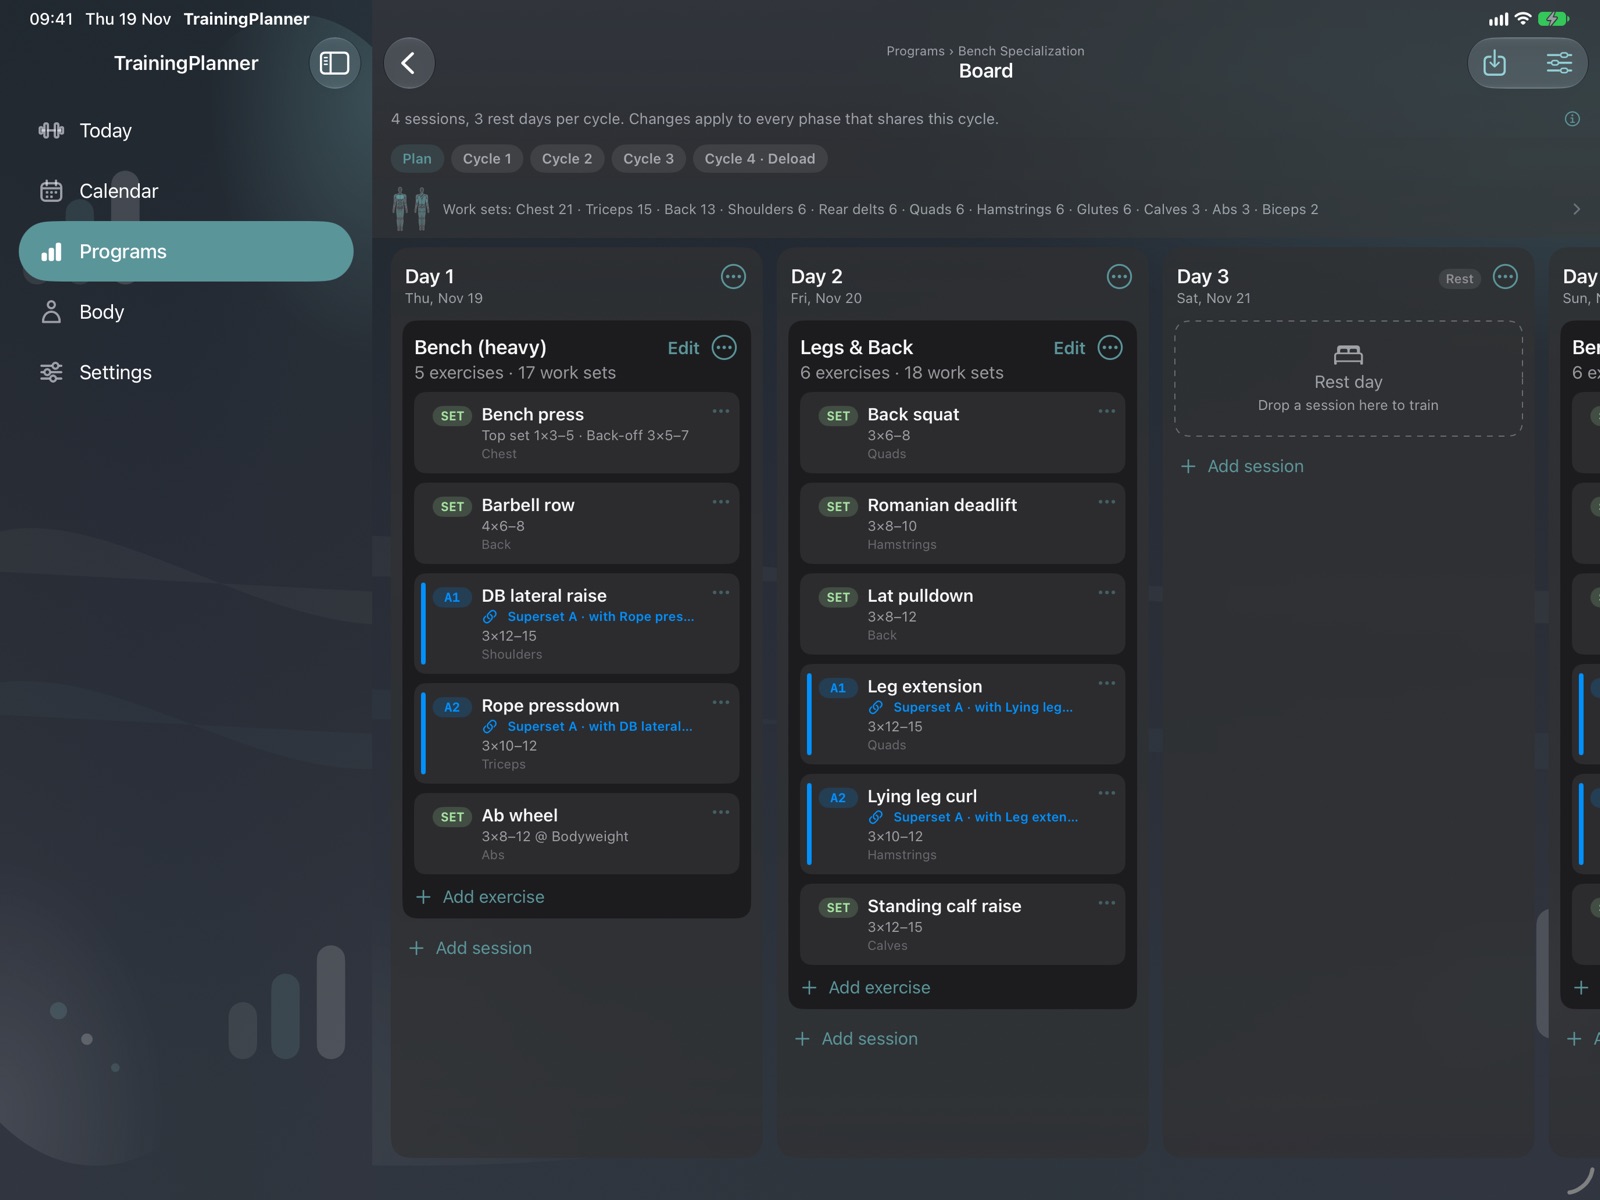 09:41 Thu 19 Nov TrainingPlanner
TrainingPlanner
Today
Calendar
Programs
Body
Settings
Programs › Bench Specialization
Board
4 sessions, 3 rest days per cycle. Changes apply to every phase that shares this cycle.
Plan
Cycle 1
Cycle 2
Cycle 3
Cycle 4 · Deload
Work sets: Chest 21 · Triceps 15 · Back 13 · Shoulders 6 · Rear delts 6 · Quads 6 · Hamstrings 6 · Glutes 6 · Calves 3 · Abs 3 · Biceps 2
Day 1
Thu, Nov 19
Bench (heavy)
Edit
5 exercises · 17 work sets
SET Bench press
Top set 1×3–5 · Back-off 3×5–7
Chest
SET Barbell row
4×6–8
Back
A1 DB lateral raise
Superset A · with Rope pres...
3×12–15
Shoulders
A2 Rope pressdown
Superset A · with DB lateral...
3×10–12
Triceps
SET Ab wheel
3×8–12 @ Bodyweight
Abs
+ Add exercise
+ Add session
Day 2
Fri, Nov 20
Legs & Back
Edit
6 exercises · 18 work sets
SET Back squat
3×6–8
Quads
SET Romanian deadlift
3×8–10
Hamstrings
SET Lat pulldown
3×8–12
Back
A1 Leg extension
Superset A · with Lying leg...
3×12–15
Quads
A2 Lying leg curl
Superset A · with Leg exten...
3×10–12
Hamstrings
SET Standing calf raise
3×12–15
Calves
+ Add exercise
+ Add session
Day 3
Rest
Sat, Nov 21
Rest day
Drop a session here to train
+ Add session
Day
Sun,
6 e